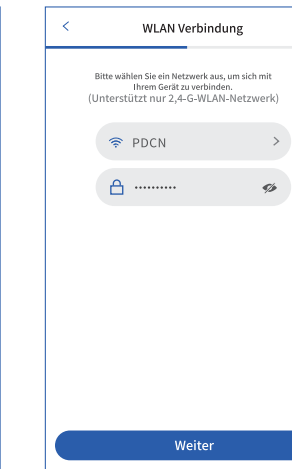 WLAN Verbindung
Bitte wählen Sie ein Netzwerk aus, um sich mit
Ihrem Gerät zu verbinden.
(Unterstützt nur 2,4-G-WLAN-Netzwerk)
PDCN
••••••••••
Weiter